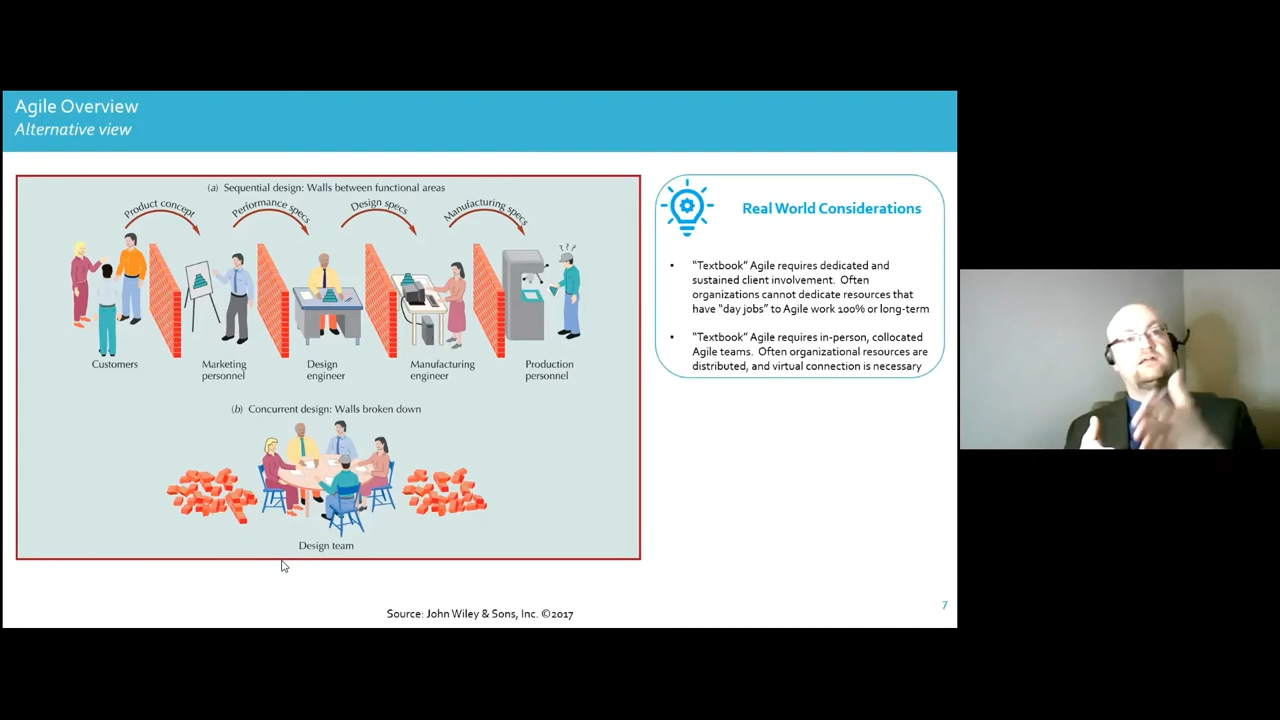 Agile Overview
Alternative view
(a) Sequential design: Walls between functional areas
Product concept
Performance specs
Design specs
Manufacturing specs
Customers
Marketing
personnel
Design
engineer
Manufacturing
engineer
Production
personnel
(b) Concurrent design: Walls broken down
Design team
Source: John Wiley & Sons, Inc. ©2017
Real World Considerations
• “Textbook” Agile requires dedicated and
sustained client involvement. Often
organizations cannot dedicate resources that
have “day jobs” to Agile work 100% or long-term
• “Textbook” Agile requires in-person, collocated
Agile teams. Often organizational resources are
distributed, and virtual connection is necessary
7